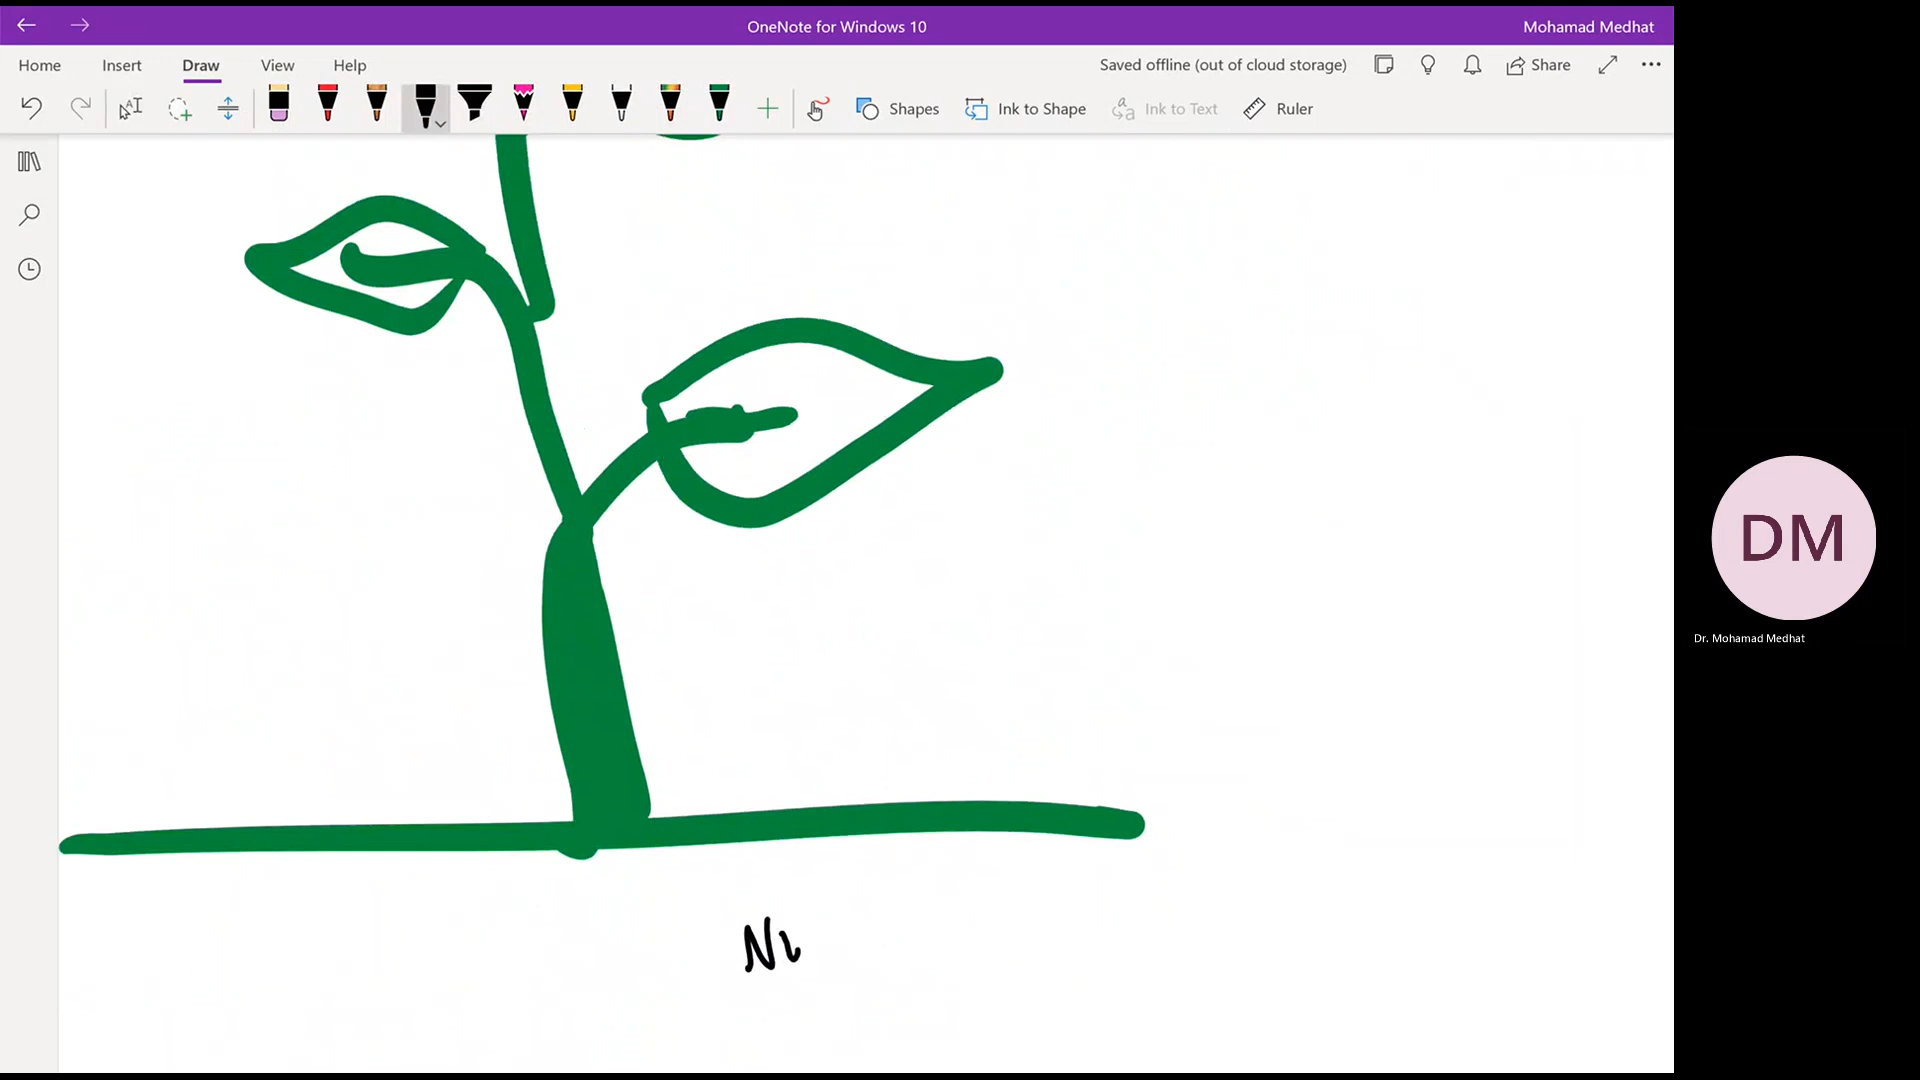 OneNote for Windows 10
Mohamad Medhat
Home Insert Draw View Help
Saved offline (out of cloud storage)
Share
Shapes
Ink to Shape
Ink to Text
Ruler
DM
Dr. Mohamad Medhat